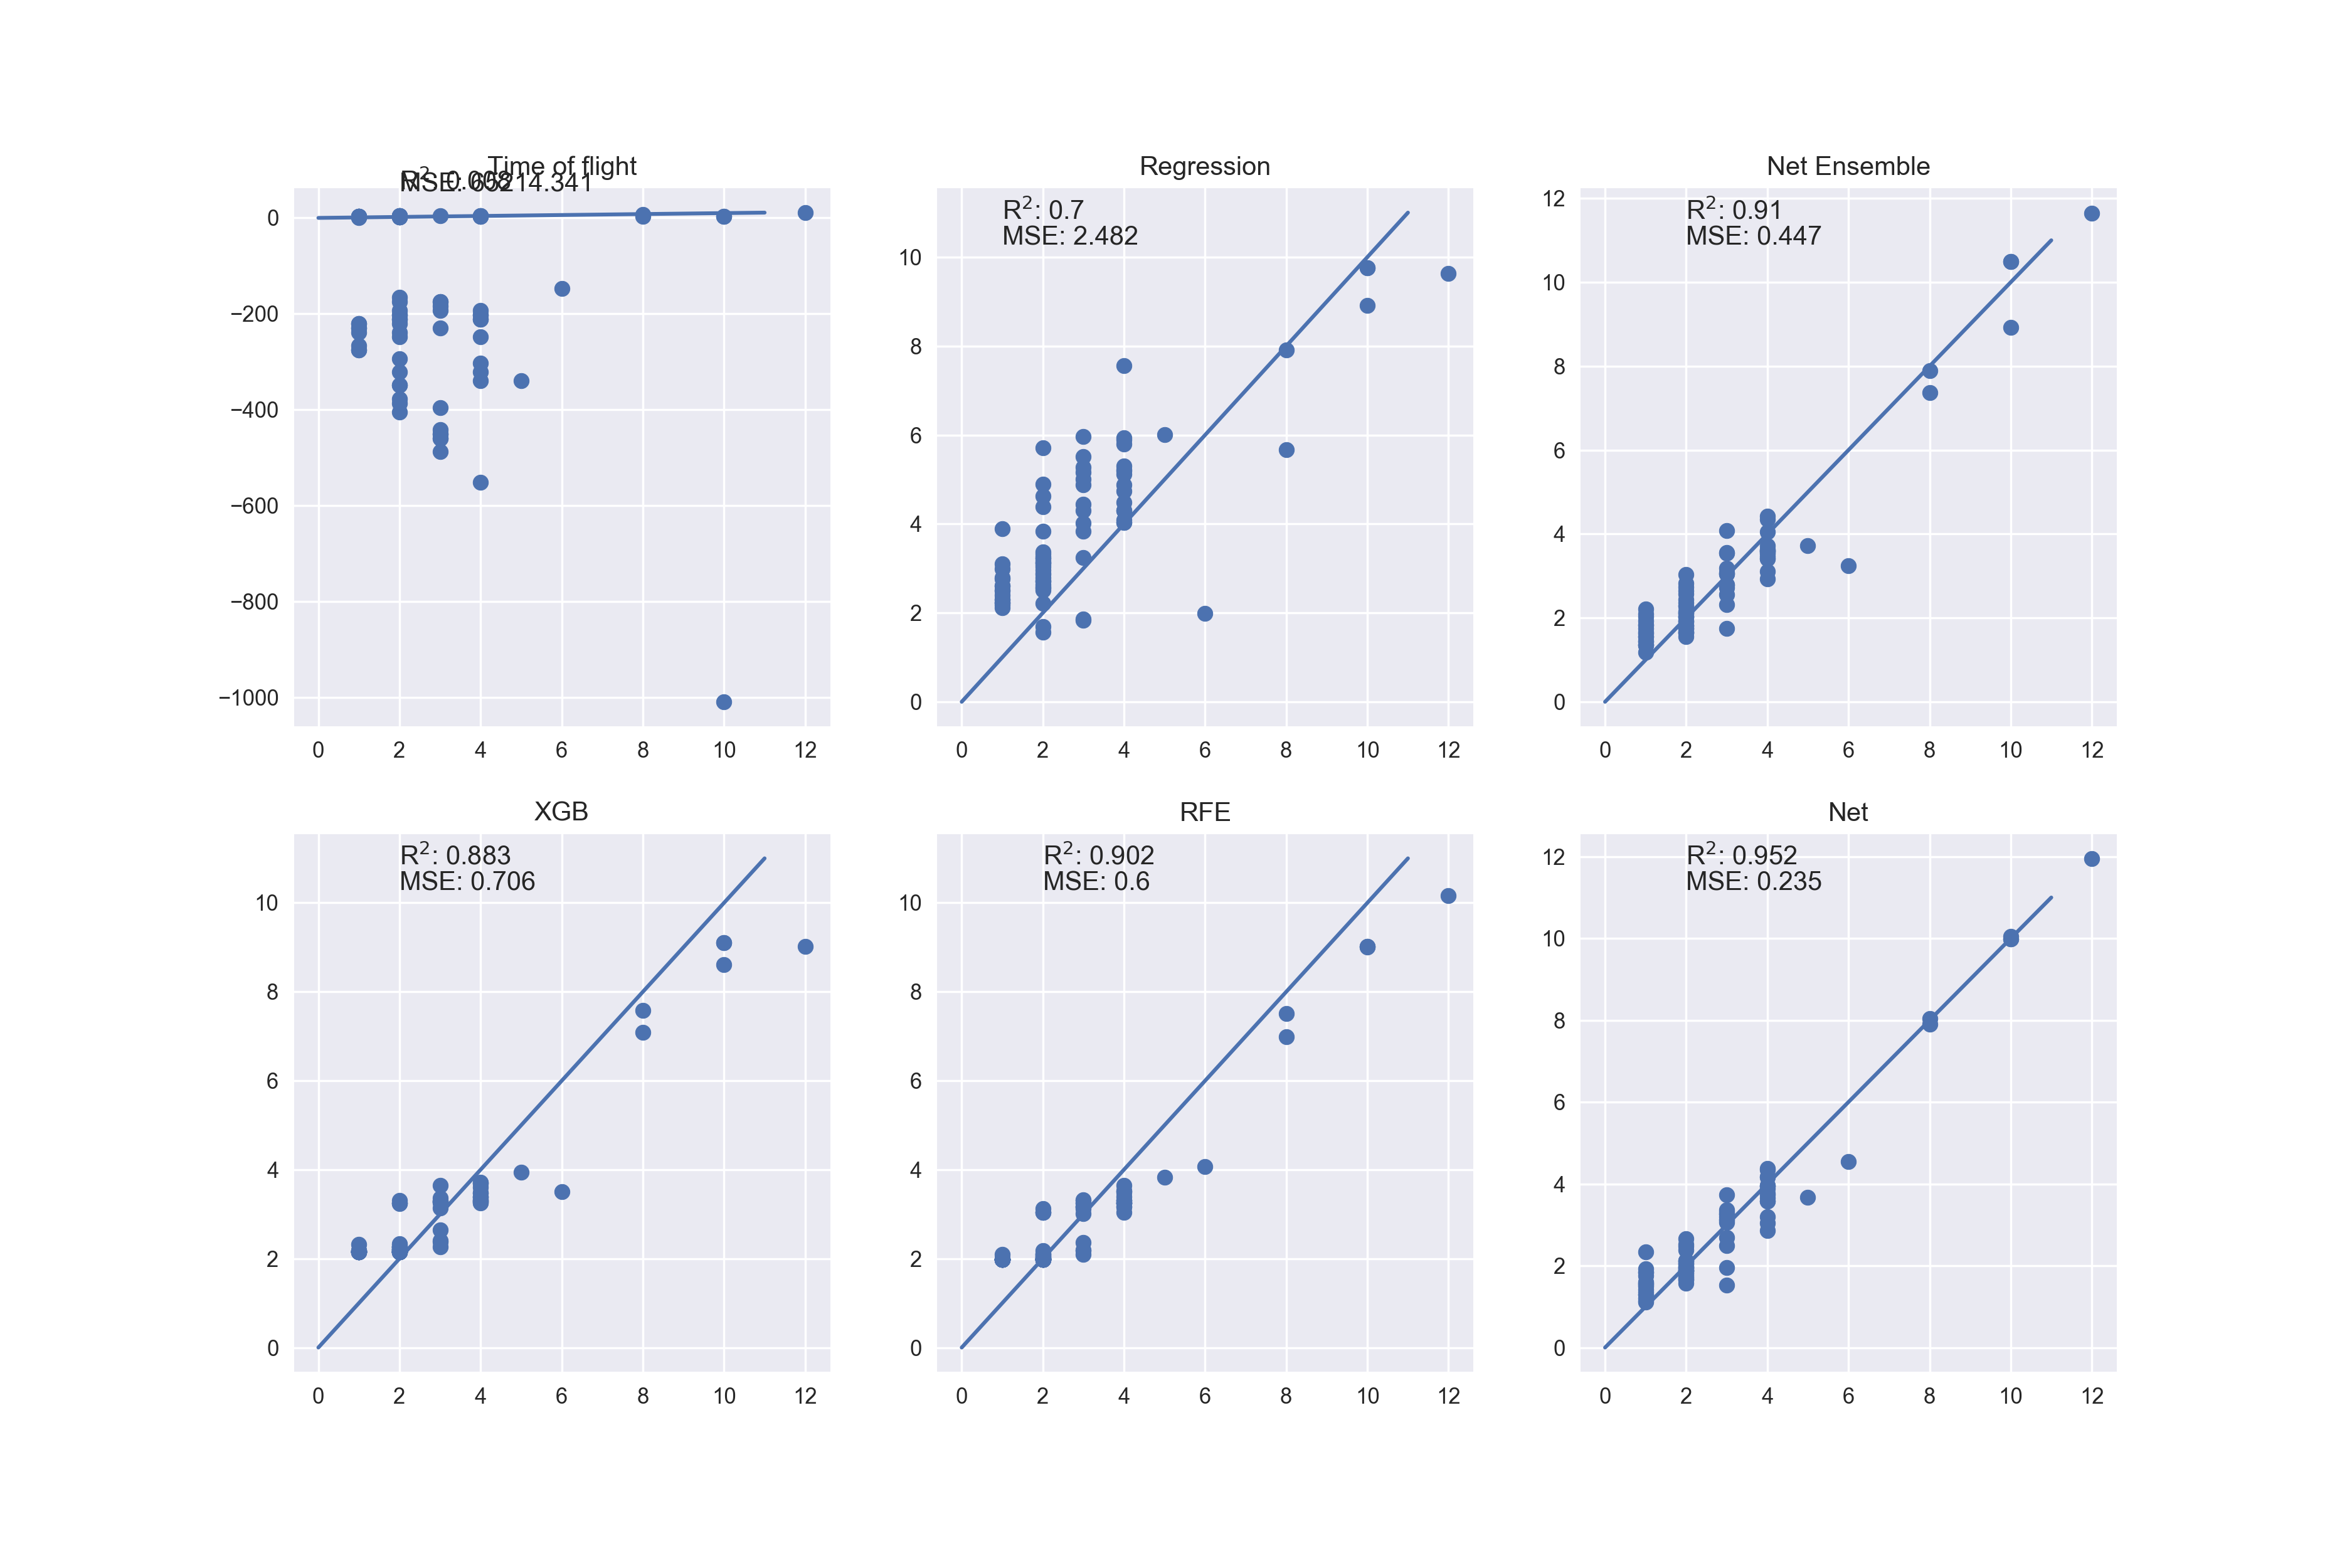 Time of flight
R²: 0.008
MSE: 65214.341
0
−200
−400
−600
−800
−1000
0 2 4 6 8 10 12
Regression
R²: 0.7
MSE: 2.482
10
8
6
4
2
0
0 2 4 6 8 10 12
Net Ensemble
R²: 0.91
MSE: 0.447
12
10
8
6
4
2
0
0 2 4 6 8 10 12
XGB
R²: 0.883
MSE: 0.706
10
8
6
4
2
0
0 2 4 6 8 10 12
RFE
R²: 0.902
MSE: 0.6
10
8
6
4
2
0
0 2 4 6 8 10 12
Net
R²: 0.952
MSE: 0.235
12
10
8
6
4
2
0
0 2 4 6 8 10 12